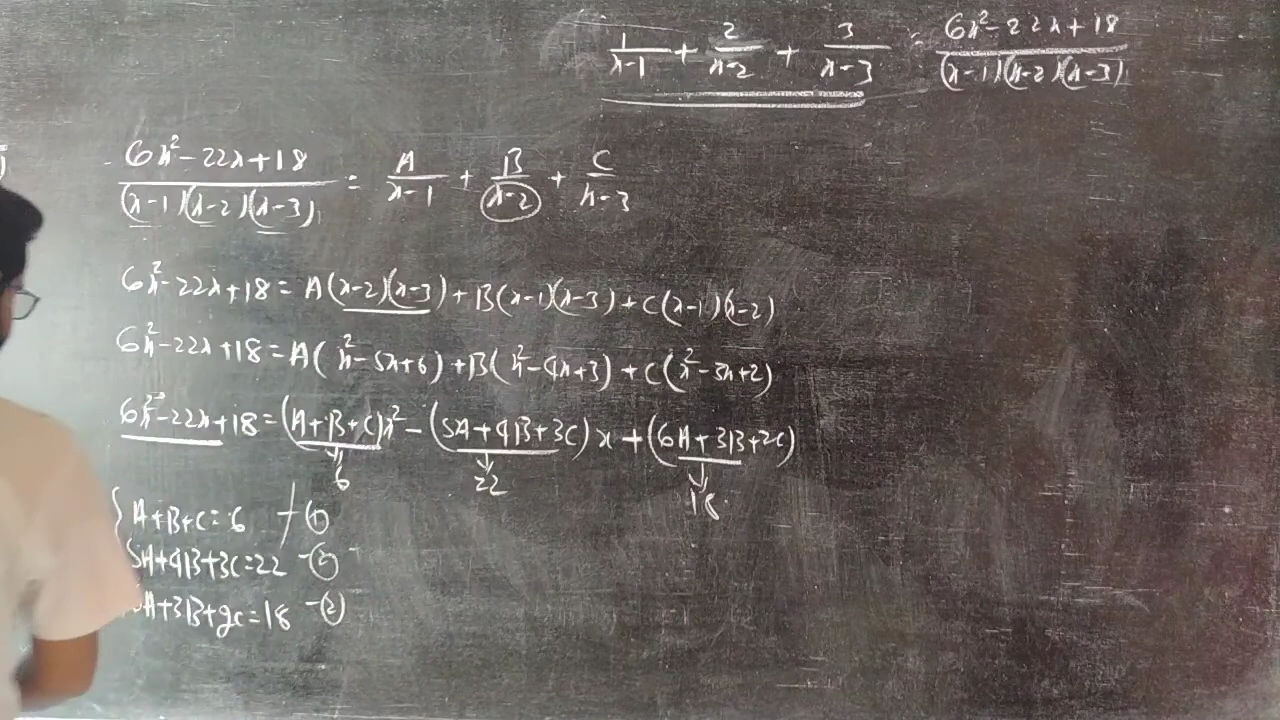 1/(x-1) + 2/(x-2) + 3/(x-3) = 6x²-22x+18/(x-1)(x-2)(x-3)
6x²-22x+18/(x-1)(x-2)(x-3) = A/(x-1) + B/(x-2) + C/(x-3)
6x²-22x+18 = A(x-2)(x-3) + B(x-1)(x-3) + C(x-1)(x-2)
6x²-22x+18 = A(x²-5x+6) + B(x²-4x+3) + C(x²-3x+2)
6x²-22x+18 = (A+B+C)x² - (5A+4B+3C)x + (6A+3B+2C)
6 22 18
A+B+C=6 - ①
5A+4B+3C=22
A+3B+2C=18